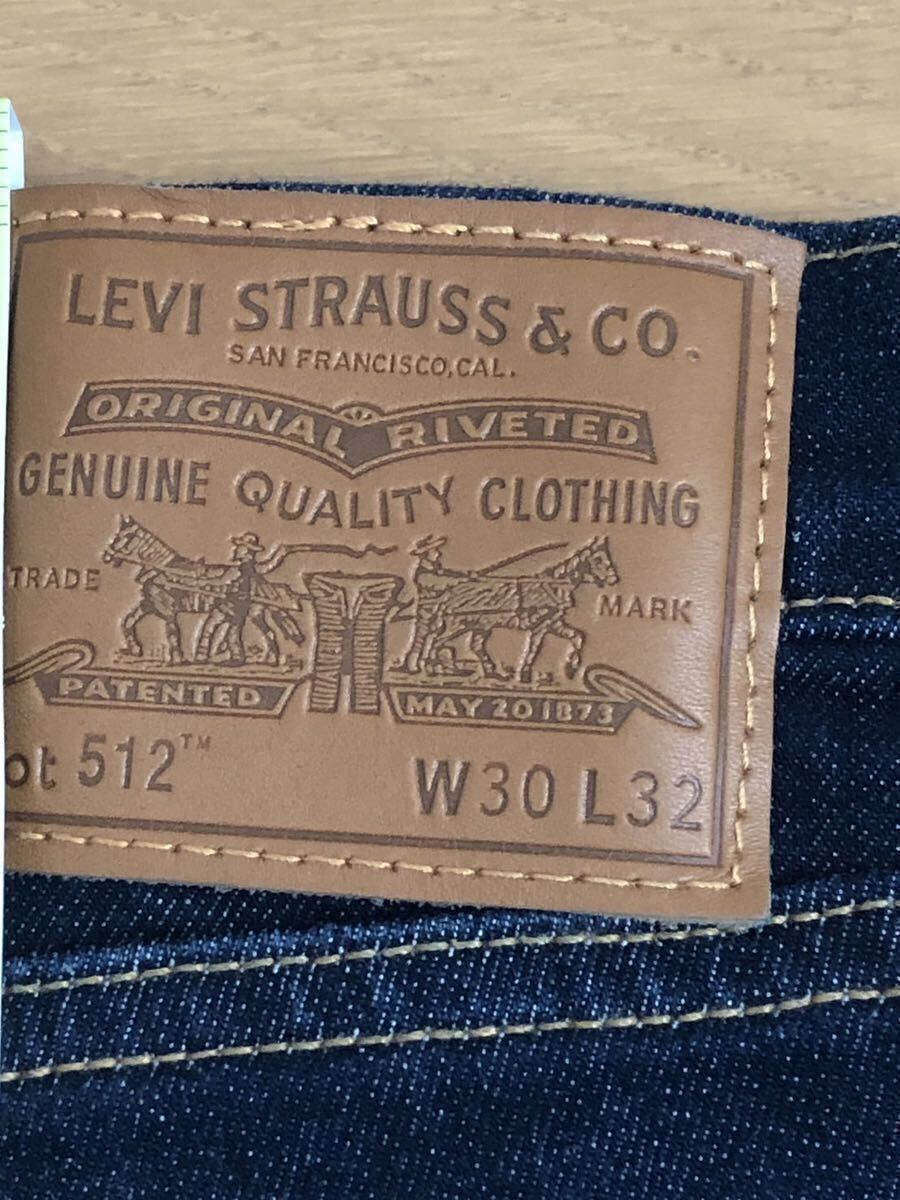 LEVI STRAUSS & CO.
SAN FRANCISCO, CAL.
ORIGINAL RIVETED
GENUINE QUALITY CLOTHING
TRADE MARK
PATENTED MAY 20 1873
ot 512™ W30 L32